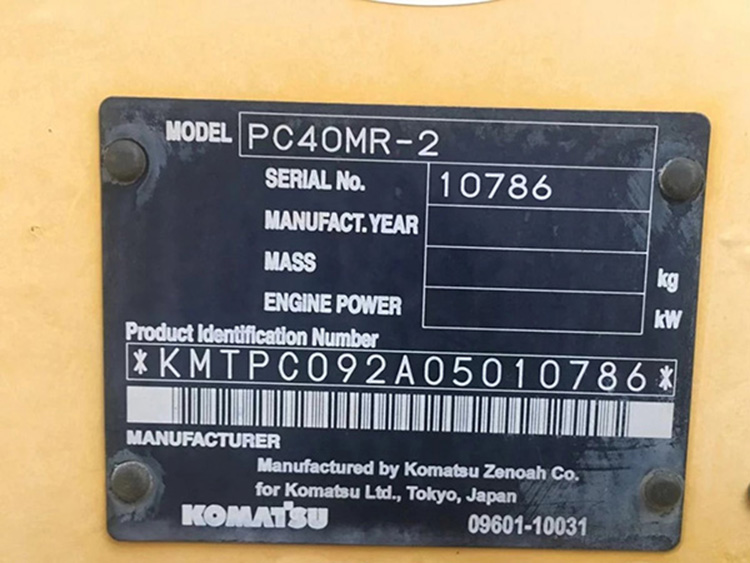 MODEL PC40MR-2
SERIAL No. 10786
MANUFACT. YEAR
MASS kg
ENGINE POWER kW
Product Identification Number
*KMTPC092A05010786*
MANUFACTURER
Manufactured by Komatsu Zenoah Co.
for Komatsu Ltd., Tokyo, Japan
KOMATSU 09601-10031